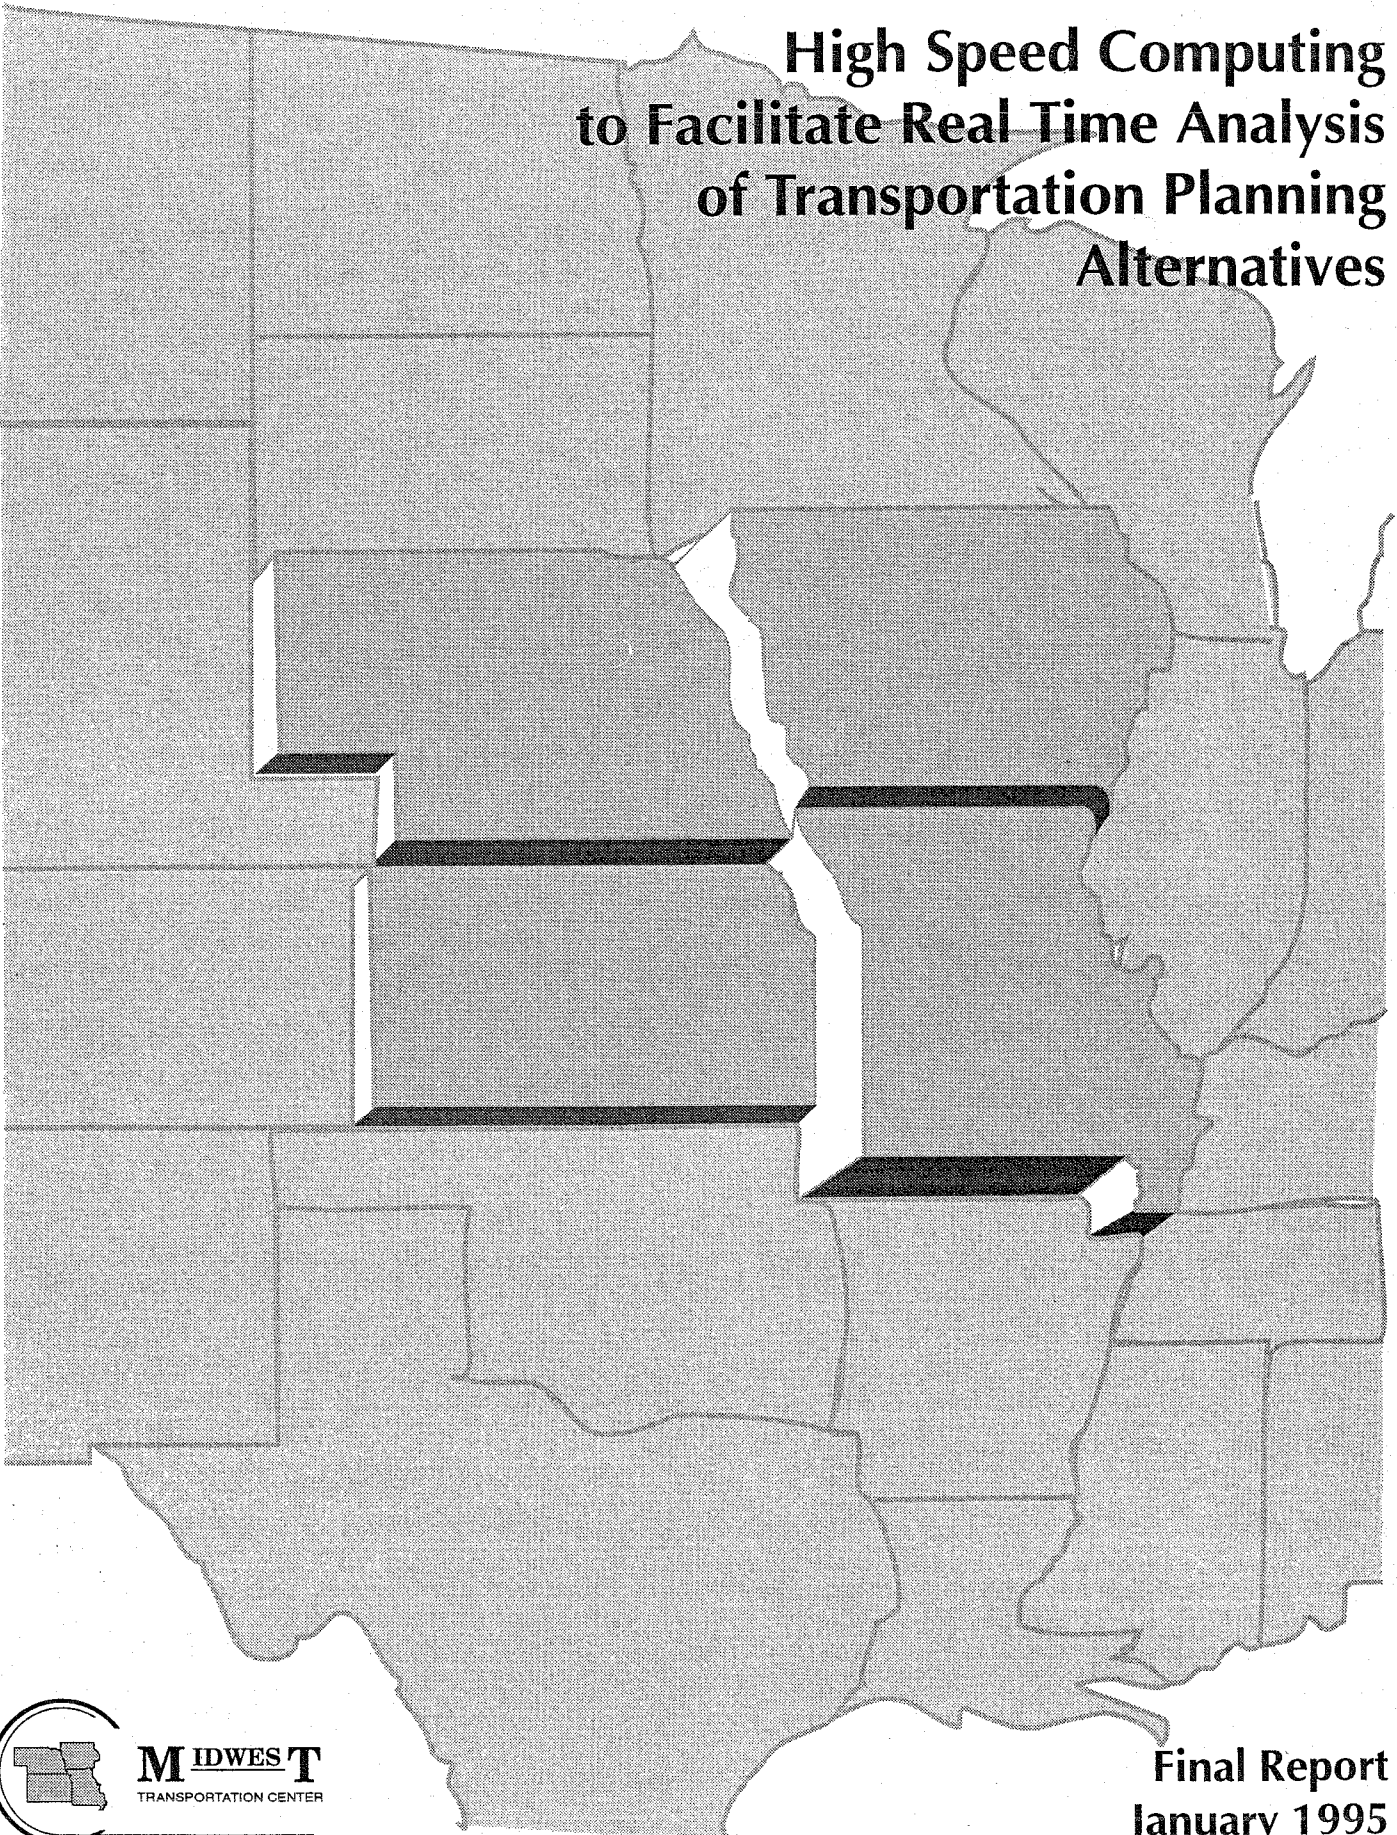 High Speed Computing
to Facilitate Real Time Analysis
of Transportation Planning
Alternatives
MIDWEST
TRANSPORTATION CENTER
Final Report
January 1995